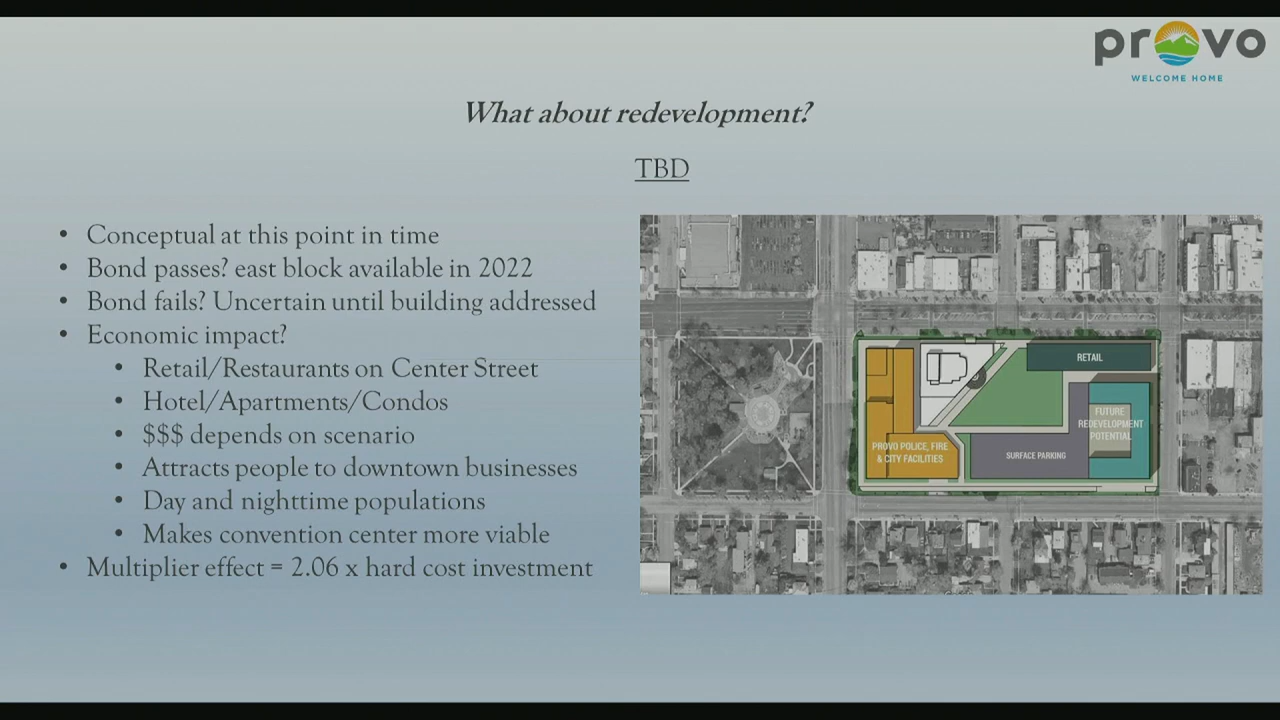 provo
WELCOME HOME
What about redevelopment?
TBD
• Conceptual at this point in time
• Bond passes? east block available in 2022
• Bond fails? Uncertain until building addressed
• Economic impact?
• Retail/Restaurants on Center Street
• Hotel/Apartments/Condos
• $$$ depends on scenario
• Attracts people to downtown businesses
• Day and nighttime populations
• Makes convention center more viable
• Multiplier effect = 2.06 x hard cost investment
RETAIL
FUTURE
REDEVELOPMENT
POTENTIAL
PROVO POLICE, FIRE
& CITY FACILITIES
SURFACE PARKING